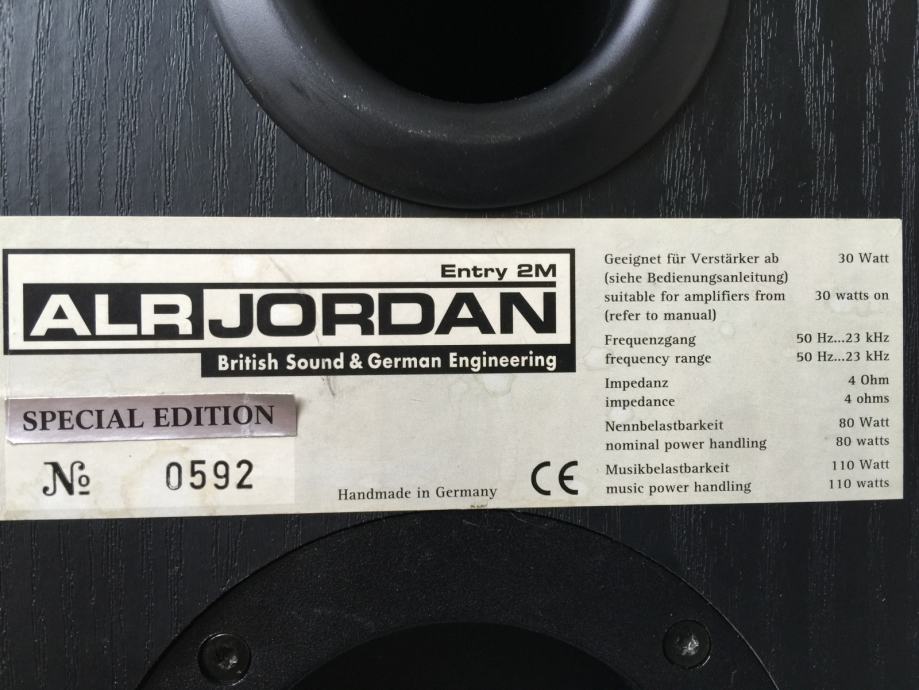 Entry 2M
ALR JORDAN
British Sound & German Engineering
SPECIAL EDITION
№ 0592
Handmade in Germany
CE
Geeignet für Verstärker ab 30 Watt
(siehe Bedienungsanleitung)
suitable for amplifiers from 30 watts on
(refer to manual)
Frequenzgang 50 Hz...23 kHz
frequency range 50 Hz...23 kHz
Impedanz 4 Ohm
impedance 4 ohms
Nennbelastbarkeit 80 Watt
nominal power handling 80 watts
Musikbelastbarkeit 110 Watt
music power handling 110 watts